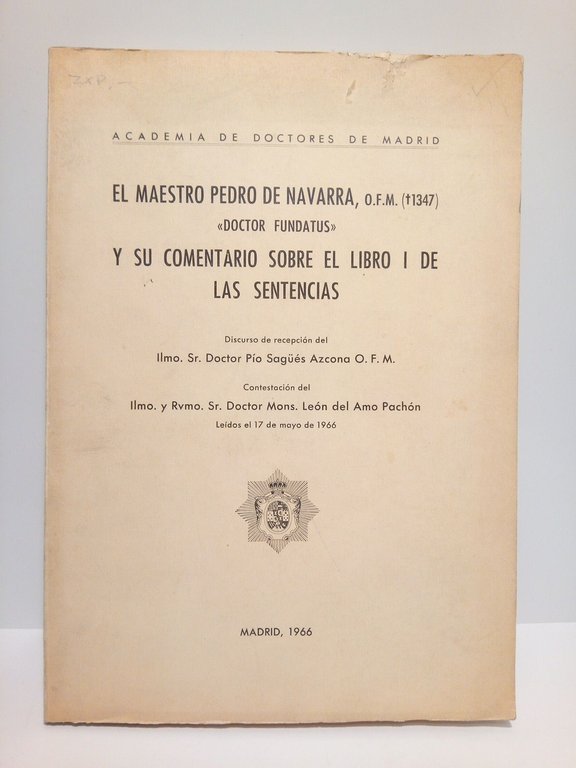 ACADEMIA DE DOCTORES DE MADRID
EL MAESTRO PEDRO DE NAVARRA, O.F.M. (†1347)
«DOCTOR FUNDATUS»
Y SU COMENTARIO SOBRE EL LIBRO I DE
LAS SENTENCIAS
Discurso de recepción del
Ilmo. Sr. Doctor Pío Sagüés Azcona O. F. M.
Contestación del
Ilmo. y Rvmo. Sr. Doctor Mons. León del Amo Pachón
Leídos el 17 de mayo de 1966
MADRID, 1966